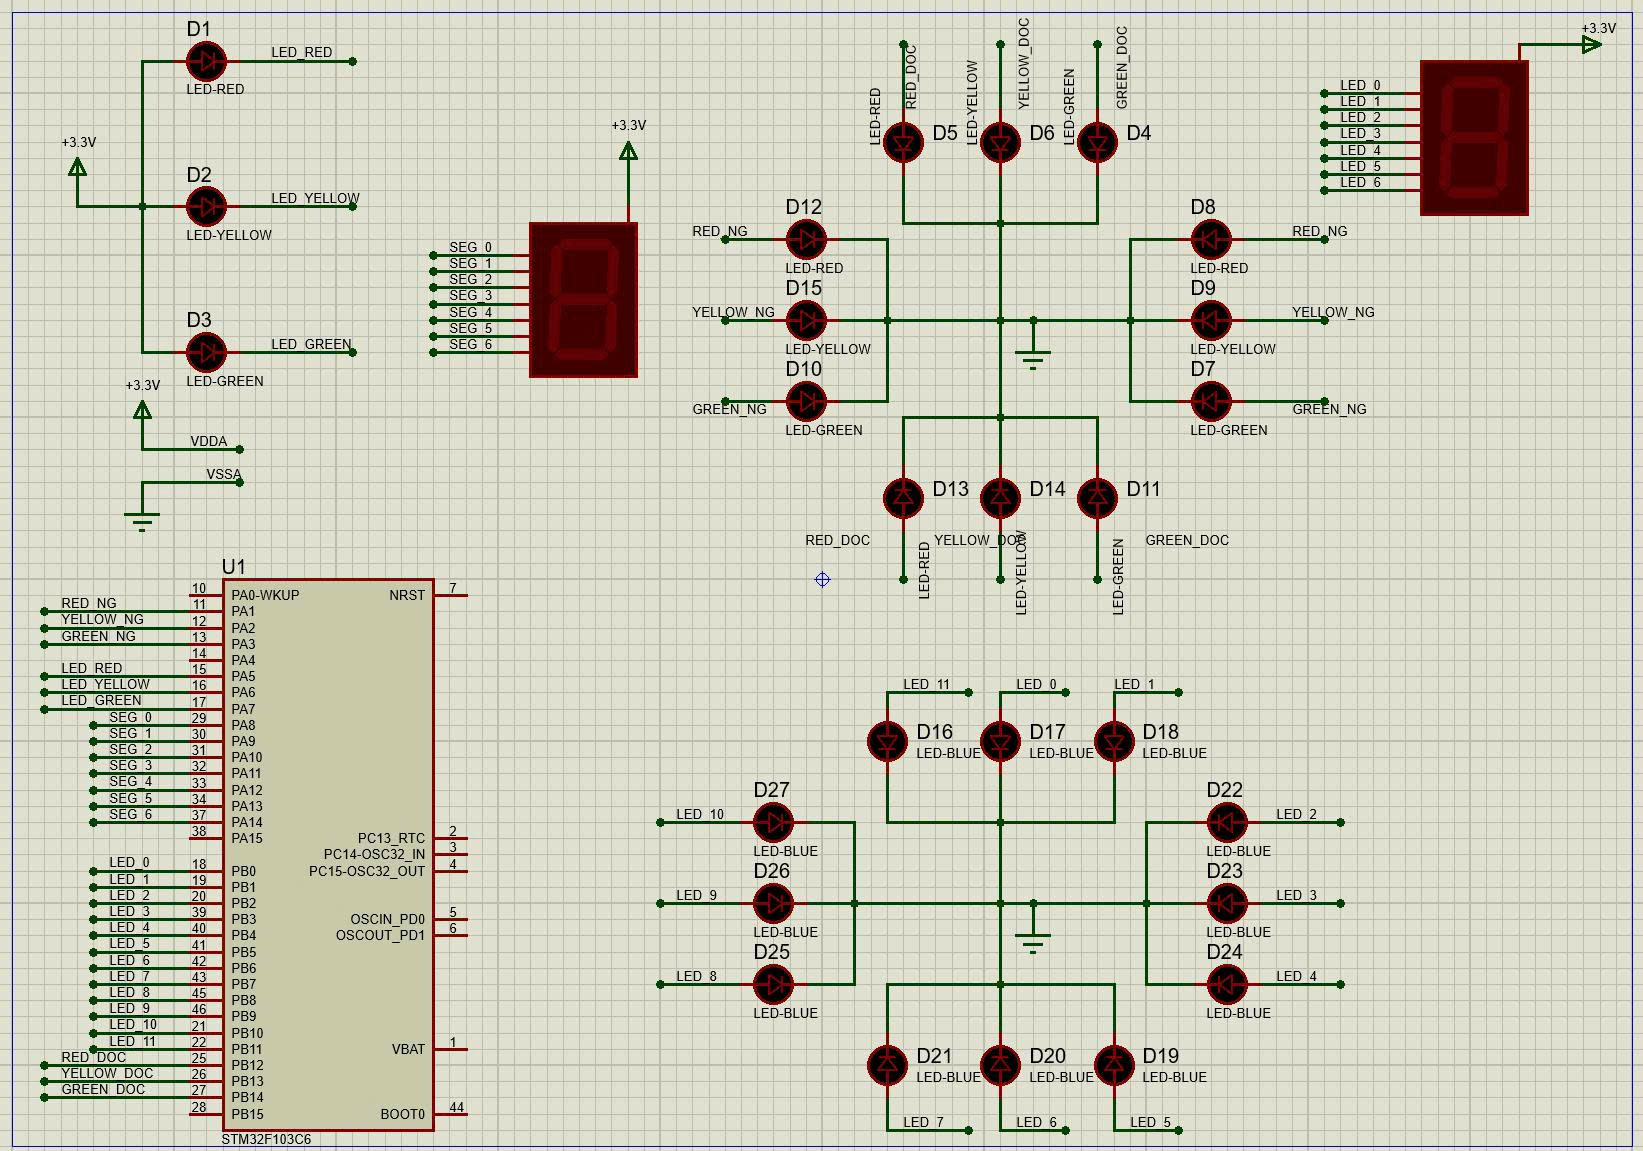 D1
LED_RED
LED-RED
+3.3V
D2
LED_YELLOW
LED-YELLOW
D3
LED_GREEN
LED-GREEN
+3.3V
VDDA
VSSA
+3.3V
SEG_0
SEG_1
SEG_2
SEG_3
SEG_4
SEG_5
SEG_6
RED_DOC
LED-RED
D5
YELLOW_DOC
LED-YELLOW
D6
GREEN_DOC
LED-GREEN
D4
D12
RED_NG
LED-RED
D15
YELLOW_NG
LED-YELLOW
D10
GREEN_NG
LED-GREEN
D8
RED_NG
LED-RED
D9
YELLOW_NG
LED-YELLOW
D7
GREEN_NG
LED-GREEN
D13
RED_DOC
LED-RED
D14
YELLOW_DOC
LED-YELLOW
D11
GREEN_DOC
LED-GREEN
+3.3V
LED_0
LED_1
LED_2
LED_3
LED_4
LED_5
LED_6
U1
RED_NG 11 PA1
YELLOW_NG 12 PA2
GREEN_NG 13 PA3
10 PA0-WKUP
14 PA4
LED_RED 15 PA5
LED_YELLOW 16 PA6
LED_GREEN 17 PA7
SEG_0 29 PA8
SEG_1 30 PA9
SEG_2 31 PA10
SEG_3 32 PA11
SEG_4 33 PA12
SEG_5 34 PA13
SEG_6 37 PA14
38 PA15
LED_0 18 PB0
LED_1 19 PB1
LED_2 20 PB2
LED_3 39 PB3
LED_4 40 PB4
LED_5 41 PB5
LED_6 42 PB6
LED_7 43 PB7
LED_8 45 PB8
LED_9 46 PB9
LED_10 21 PB10
LED_11 22 PB11
RED_DOC 25 PB12
YELLOW_DOC 26 PB13
GREEN_DOC 27 PB14
28 PB15
NRST 7
PC13_RTC 2
PC14-OSC32_IN 3
PC15-OSC32_OUT 4
OSCIN_PD0 5
OSCOUT_PD1 6
VBAT 1
BOOT0 44
STM32F103C6
LED_11
D16
LED-BLUE
LED_0
D17
LED-BLUE
LED_1
D18
LED-BLUE
D27
LED_10
LED-BLUE
D26
LED_9
LED-BLUE
D25
LED_8
LED-BLUE
D22
LED_2
LED-BLUE
D23
LED_3
LED-BLUE
D24
LED_4
LED-BLUE
D21
LED-BLUE
LED_7
D20
LED-BLUE
LED_6
D19
LED-BLUE
LED_5